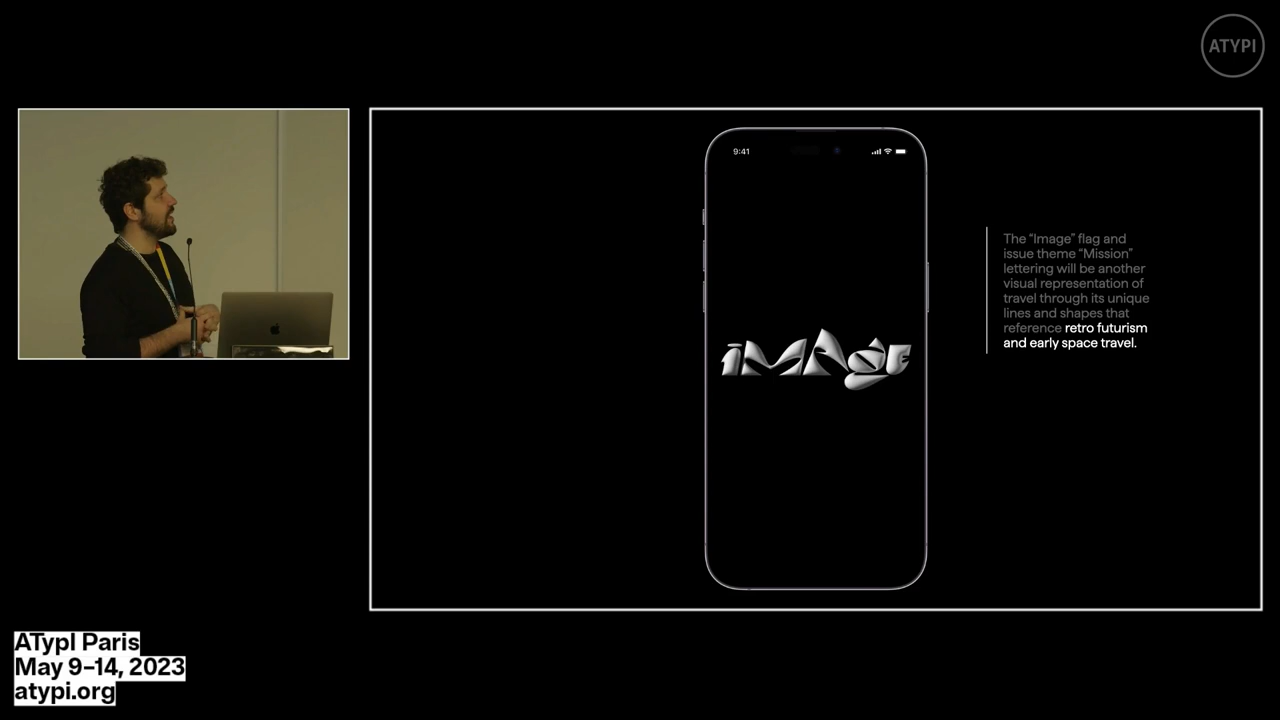 ATYPI
9:41
iMAge
The “Image” flag and
issue theme “Mission”
lettering will be another
visual representation of
travel through its unique
lines and shapes that
reference retro futurism
and early space travel.
ATypI Paris
May 9–14, 2023
atypi.org